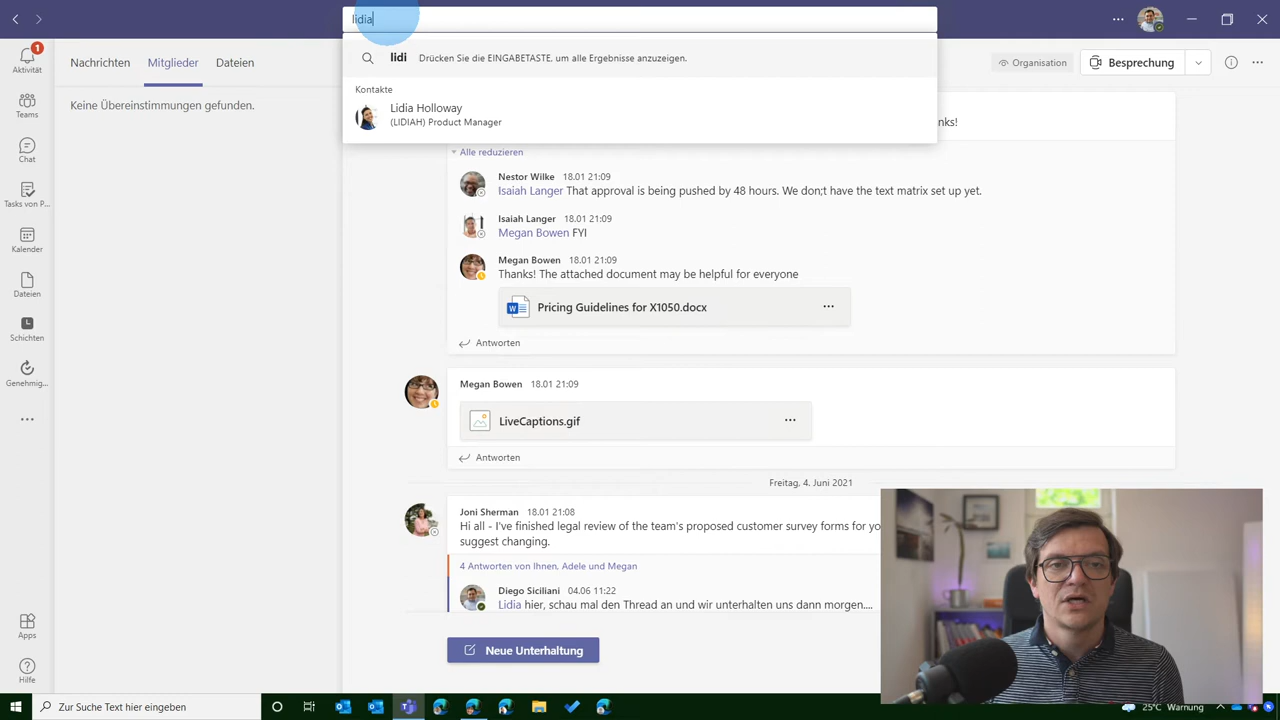 lidia
lidi Drücken Sie die EINGABETASTE, um alle Ergebnisse anzuzeigen.
Kontakte
Lidia Holloway
(LIDIAH) Product Manager
1
Aktivität
Teams
Chat
Tasks von P...
Kalender
Dateien
Schichten
Genehmig...
Apps
Hilfe
Nachrichten Mitglieder Dateien
Keine Übereinstimmungen gefunden.
Organisation
Besprechung
nks!
Alle reduzieren
Nestor Wilke 18.01 21:09
Isaiah Langer That approval is being pushed by 48 hours. We don;t have the text matrix set up yet.
Isaiah Langer 18.01 21:09
Megan Bowen FYI
Megan Bowen 18.01 21:09
Thanks! The attached document may be helpful for everyone
Pricing Guidelines for X1050.docx
Antworten
Megan Bowen 18.01 21:09
LiveCaptions.gif
Antworten
Freitag, 4. Juni 2021
Joni Sherman 18.01 21:08
Hi all - I've finished legal review of the team's proposed customer survey forms for yo
suggest changing.
4 Antworten von Ihnen, Adele und Megan
Diego Siciliani 04.06 11:22
Lidia hier, schau mal den Thread an und wir unterhalten uns dann morgen....
Neue Unterhaltung
Zur Suche Text hier eingeben
25°C Warnung